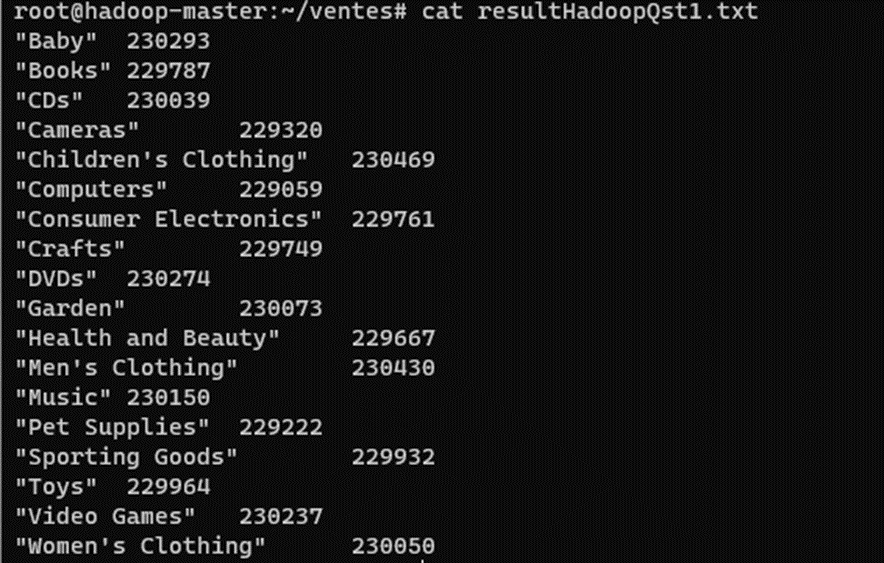 root@hadoop-master:~/ventes# cat resultHadoopQst1.txt
"Baby"  230293
"Books" 229787
"CDs"   230039
"Cameras"       229320
"Children's Clothing"   230469
"Computers"     229059
"Consumer Electronics"  229761
"Crafts"        229749
"DVDs"  230274
"Garden"        230073
"Health and Beauty"     229667
"Men's Clothing"        230430
"Music" 230150
"Pet Supplies"  229222
"Sporting Goods"        229932
"Toys"  229964
"Video Games"   230237
"Women's Clothing"      230050